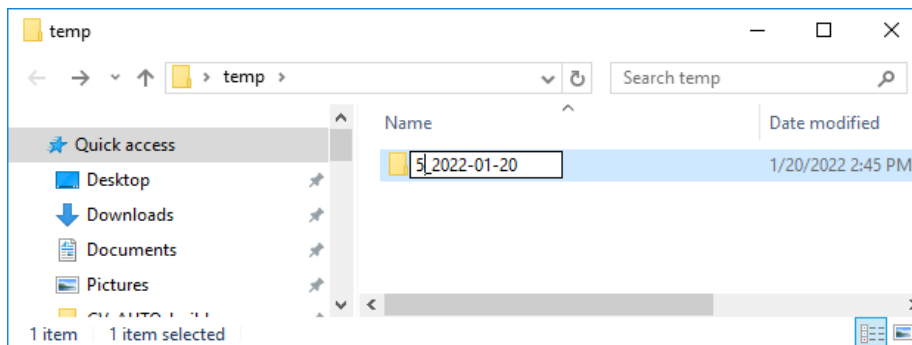 temp
temp
Search temp
Name
Date modified
Quick access
5_2022-01-20
1/20/2022 2:45 PM
Desktop
Downloads
Documents
Pictures
1 item
1 item selected